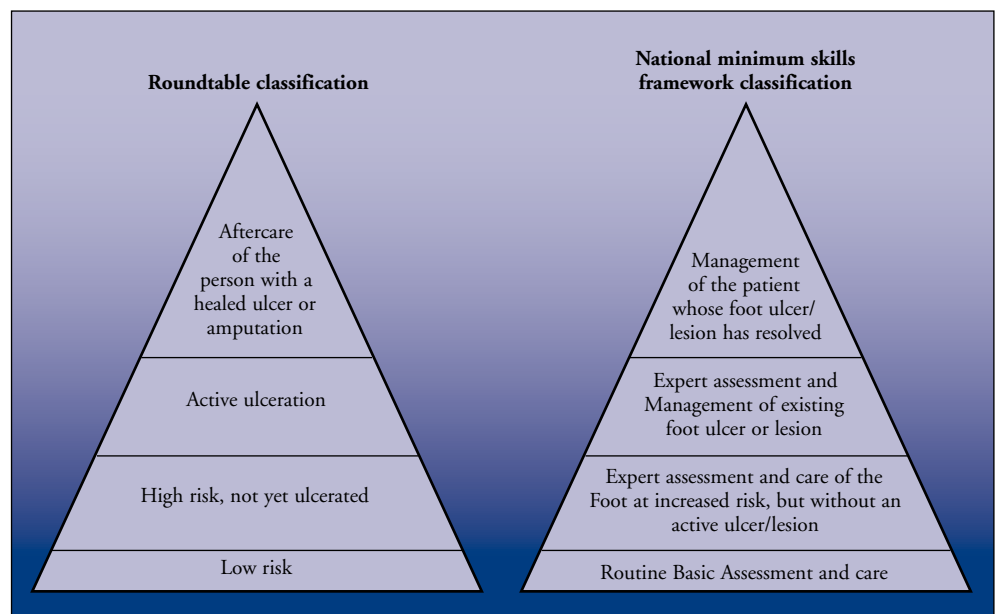 Roundtable classification
Aftercare
of the
person with a
healed ulcer or
amputation
Active ulceration
High risk, not yet ulcerated
Low risk
National minimum skills
framework classification
Management
of the patient
whose foot ulcer/
lesion has resolved
Expert assessment and
Management of existing
foot ulcer or lesion
Expert assessment and care of the
Foot at increased risk, but without an
active ulcer/lesion
Routine Basic Assessment and care